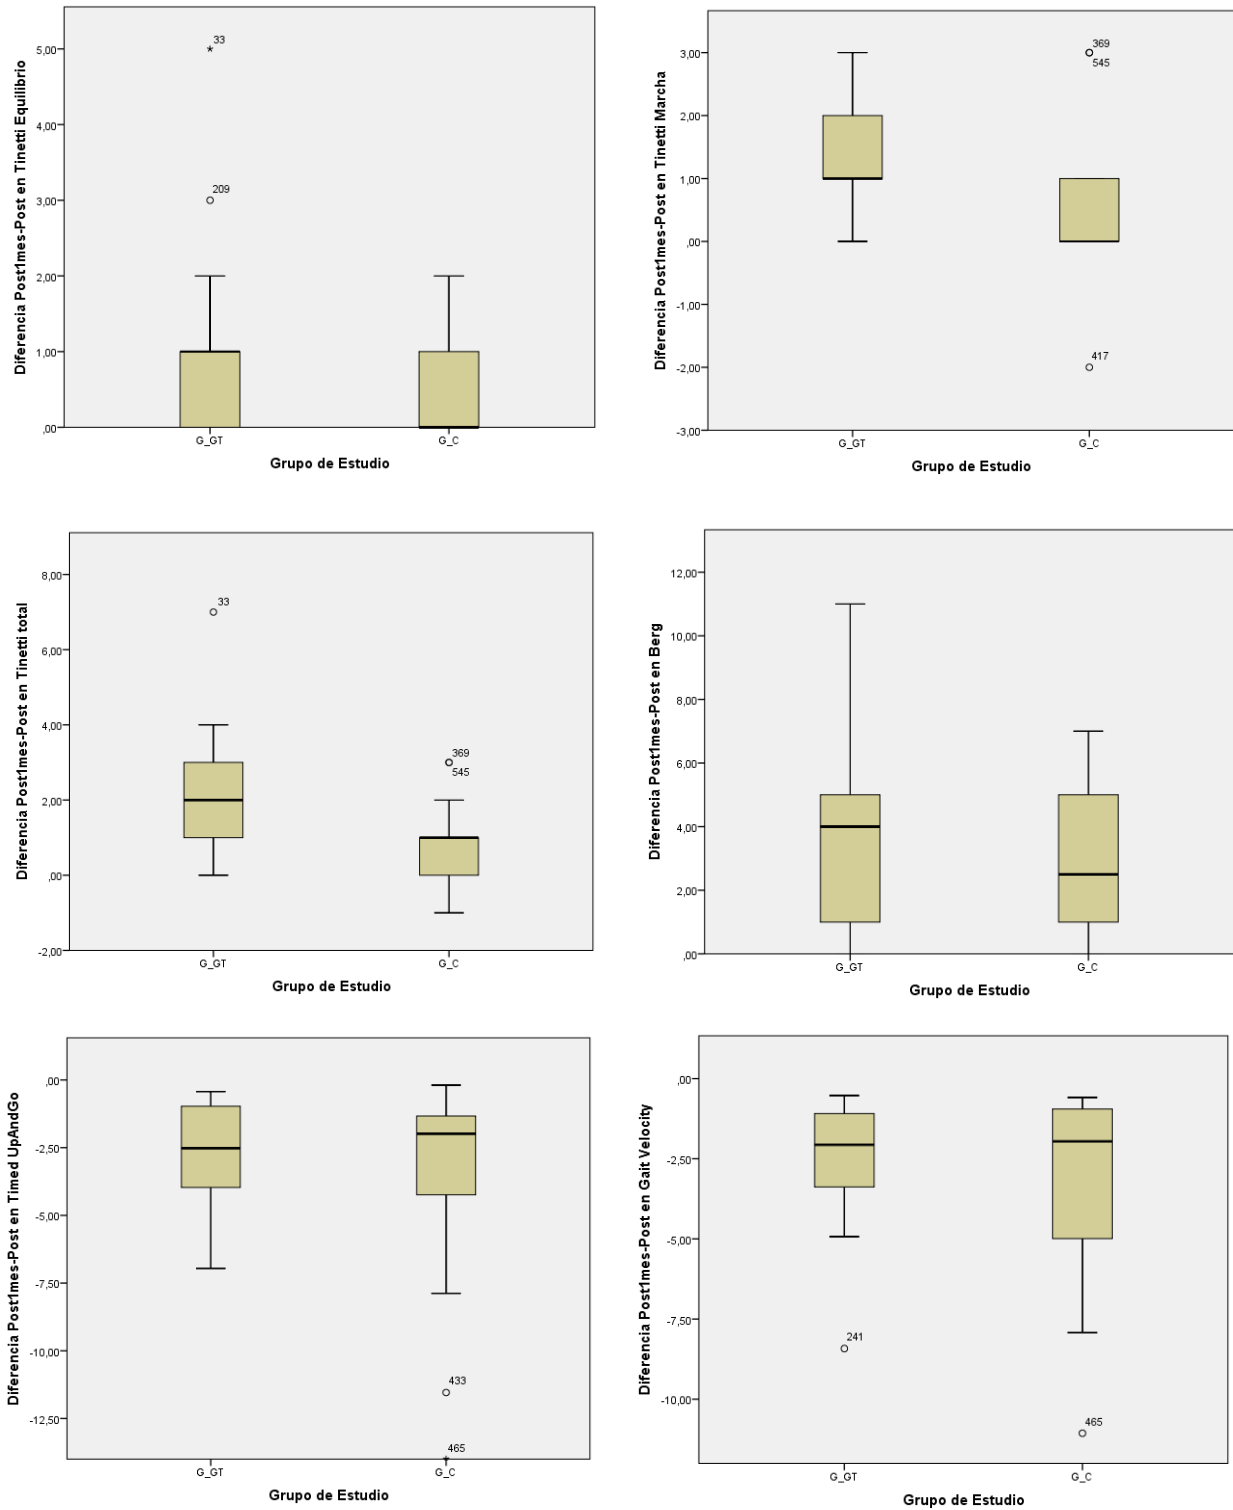 Diferencia Post1mes-Post en Tinetti Equilibrio
5,00
4,00
3,00
2,00
1,00
,00
33
209
G_GT
G_C
Grupo de Estudio
Diferencia Post1mes-Post en Tinetti Marcha
3,00
2,00
1,00
,00
-1,00
-2,00
-3,00
369
545
417
G_GT
G_C
Grupo de Estudio
Diferencia Post1mes-Post en Tinetti total
8,00
6,00
4,00
2,00
,00
-2,00
33
369
545
G_GT
G_C
Grupo de Estudio
Diferencia Post1mes-Post en Berg
12,00
10,00
8,00
6,00
4,00
2,00
,00
G_GT
G_C
Grupo de Estudio
Diferencia Post1mes-Post en Timed UpAndGo
,00
-2,50
-5,00
-7,50
-10,00
-12,50
433
465
G_GT
G_C
Grupo de Estudio
Diferencia Post1mes-Post en Gait Velocity
,00
-2,50
-5,00
-7,50
-10,00
241
465
G_GT
G_C
Grupo de Estudio